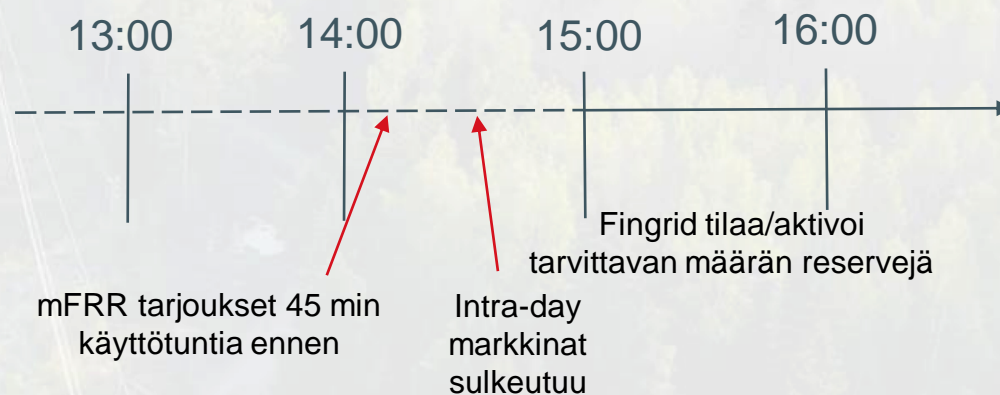 13:00
14:00
15:00
16:00
Fingrid tilaa/aktivoi
tarvittavan määrän reservejä
mFRR tarjoukset 45 min
käyttötuntia ennen
Intra-day
markkinat
sulkeutuu